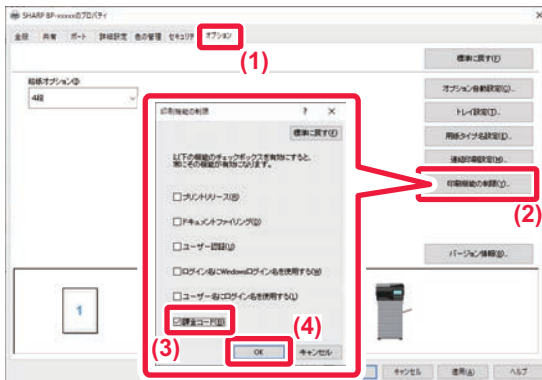 SHARP BP-xxxxxのプロパティ
全般 共有 ポート 詳細設定 色の管理 セキュリティ オプション
(1)
標準に戻す(U)
給紙オプション(I)
4段
オプション自動設定(G)...
トレイ設定(T)...
用紙タイプ名設定(E)...
連結印刷設定(M)...
印刷機能の制限(Y)...
(2)
バージョン情報(B)...
印刷機能の制限 ? ×
標準に戻す(F)
以下の機能のチェックボックスを有効にすると、
常にその機能が有効になります。
プリントリリース(R)
ドキュメントファイリング(D)
ユーザー認証(U)
ログイン名にWindowsログイン名を使用する(W)
ユーザー名にログイン名を使用する(L)
課金コード(B)
(3)
(4)
OK キャンセル
1
キャンセル 適用(A) ヘルプ